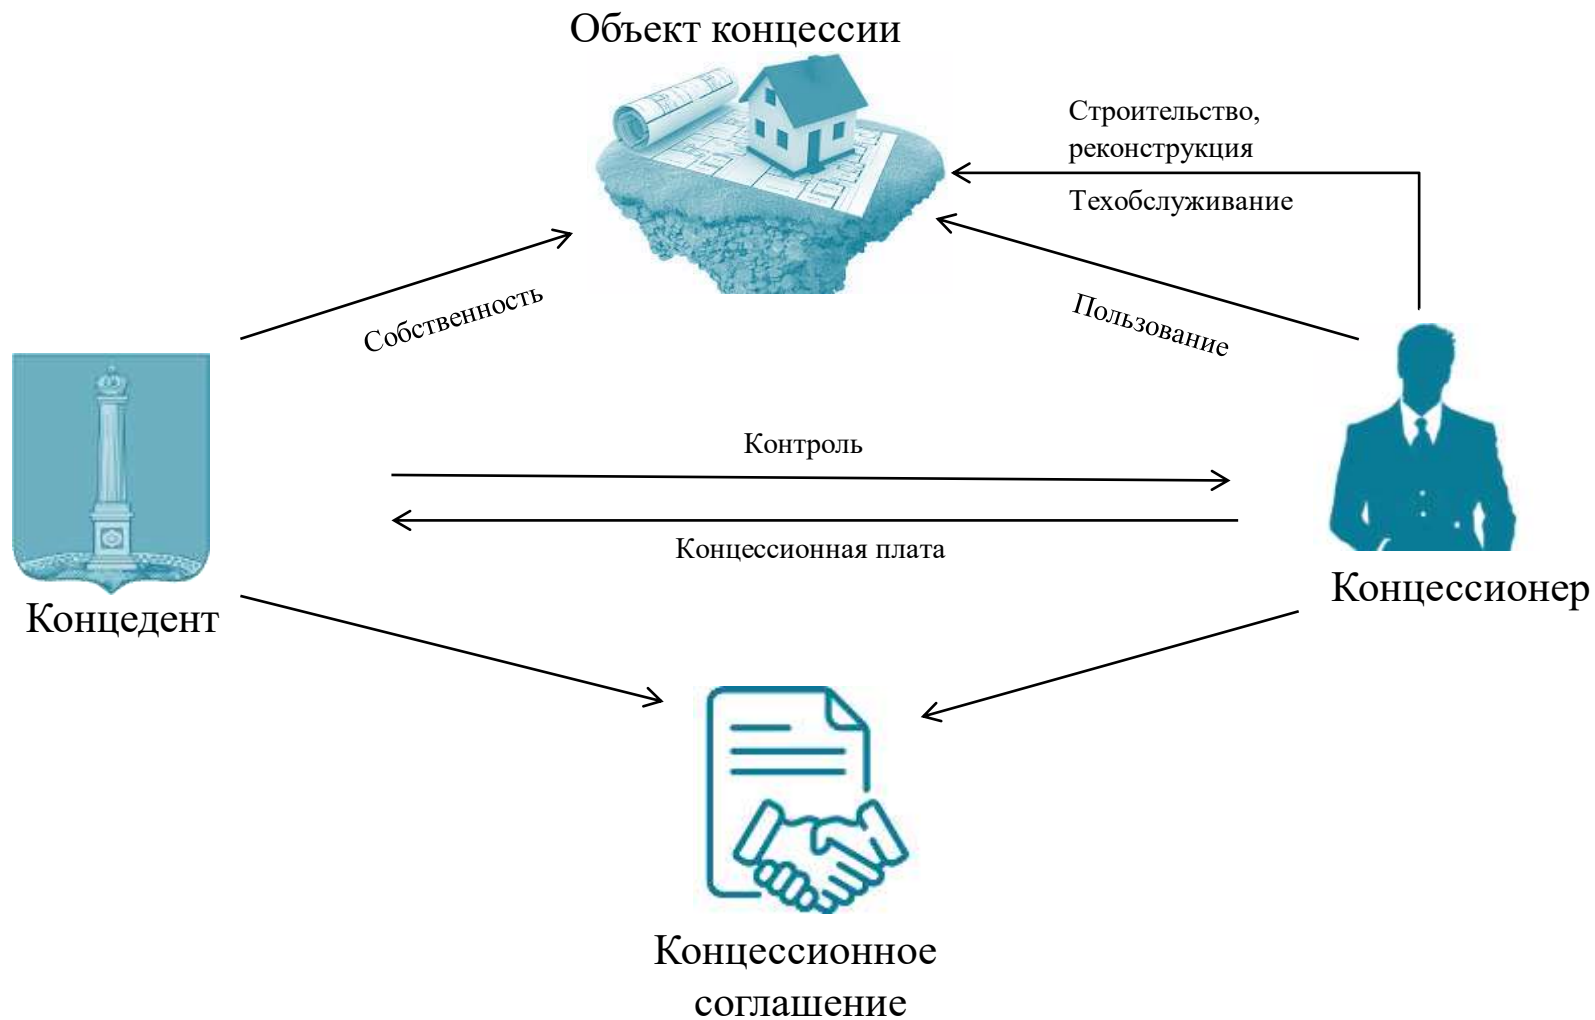 Объект концессии
Строительство,
реконструкция
Техобслуживание
Собственность
Пользование
Контроль
Концессионная плата
Концедент
Концессионер
Концессионное
соглашение